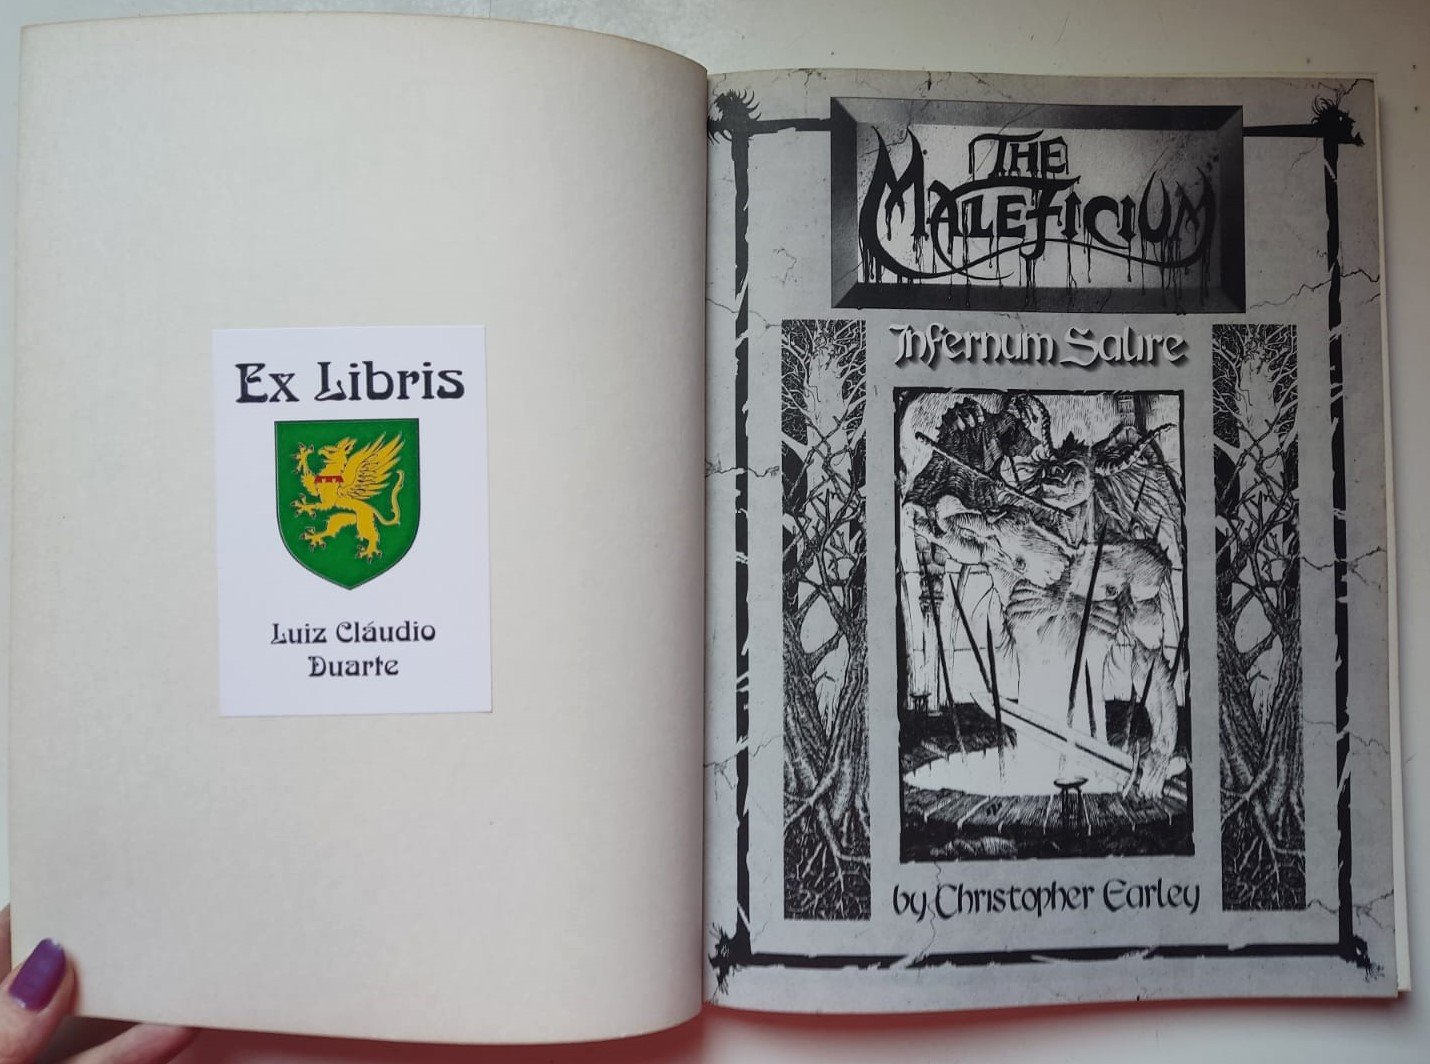 Ex Libris
Luiz Cláudio
Duarte
THE
MALEFICIUM
Infernum Salire
by Christopher Earley